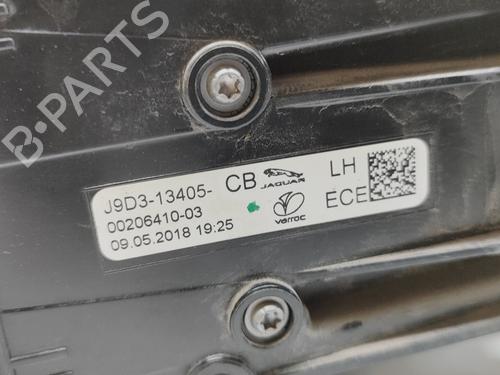 B-PARTS
J9D3-13405- CB JAGUAR LH
00206410-03 varroc ECE
09.05.2018 19:25